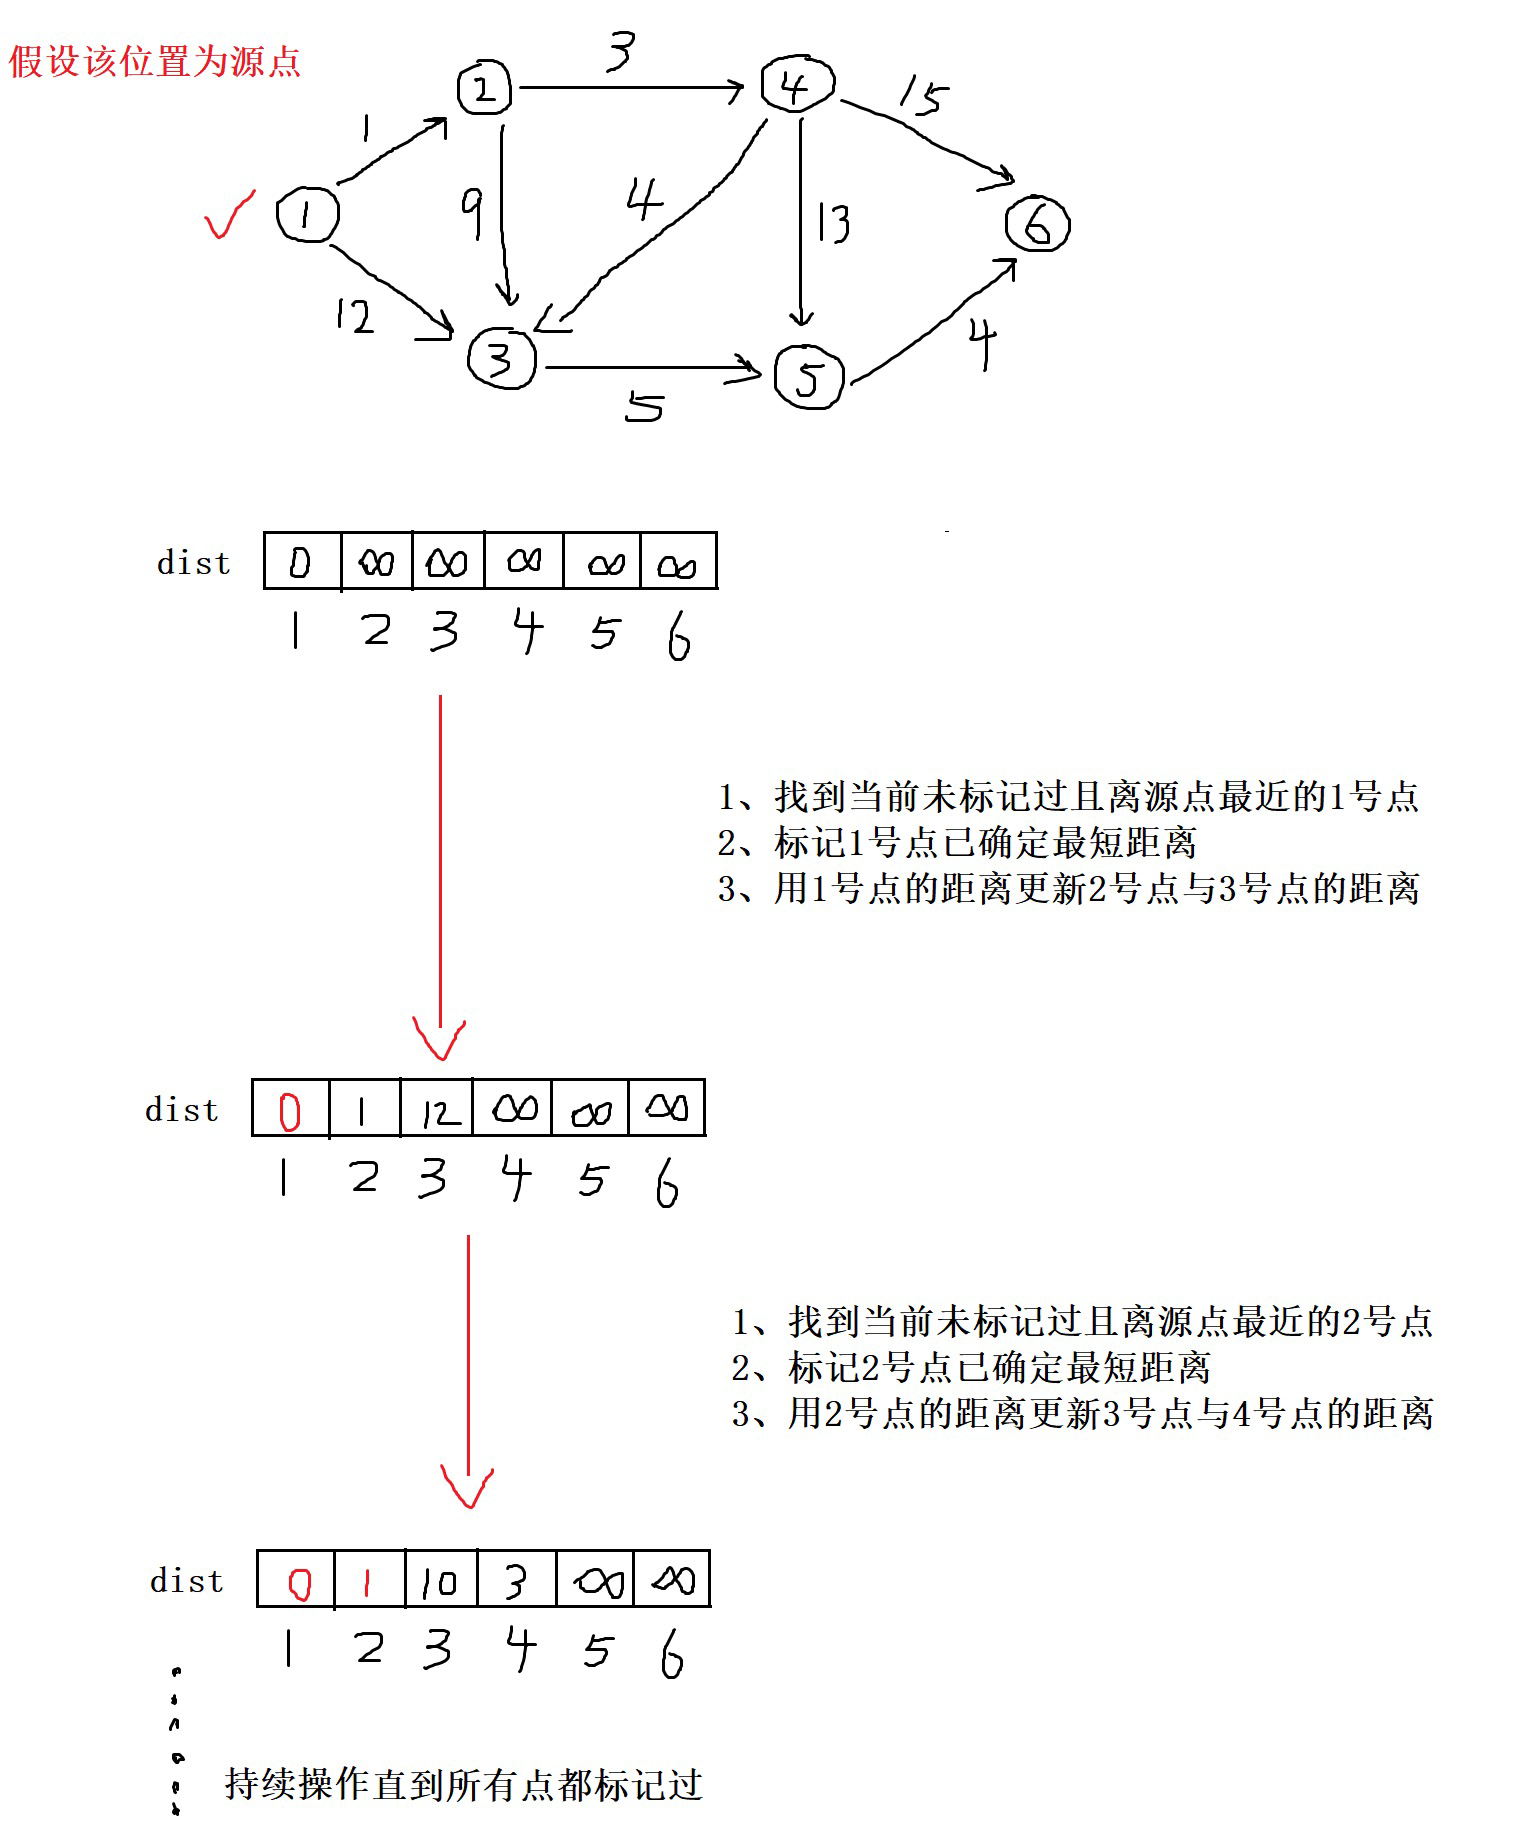 假设该位置为源点
3
2
4
15
1
1
9
4
13
6
12
3
5
4
5
dist 0 ∞ ∞ ∞ ∞ ∞
1 2 3 4 5 6
1、找到当前未标记过且离源点最近的1号点
2、标记1号点已确定最短距离
3、用1号点的距离更新2号点与3号点的距离
dist 0 1 12 ∞ ∞ ∞
1 2 3 4 5 6
1、找到当前未标记过且离源点最近的2号点
2、标记2号点已确定最短距离
3、用2号点的距离更新3号点与4号点的距离
dist 0 1 10 3 ∞ ∞
1 2 3 4 5 6
持续操作直到所有点都标记过